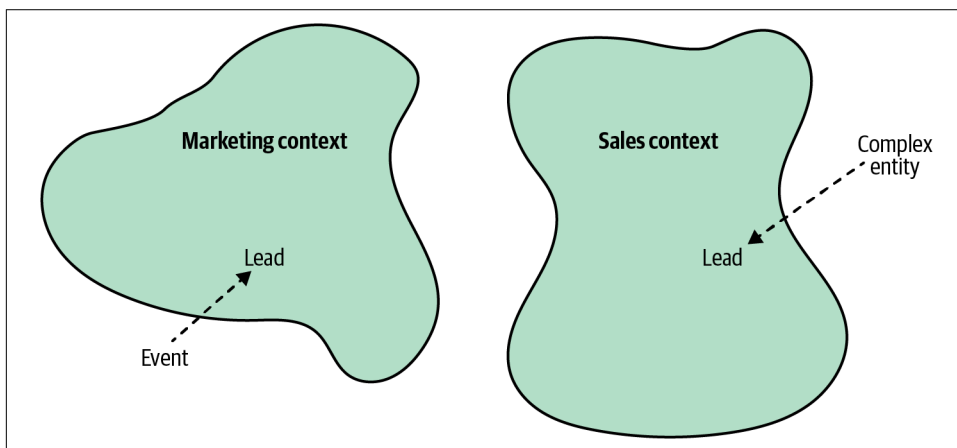 Marketing context
Sales context
Complex
entity
Lead
Lead
Event